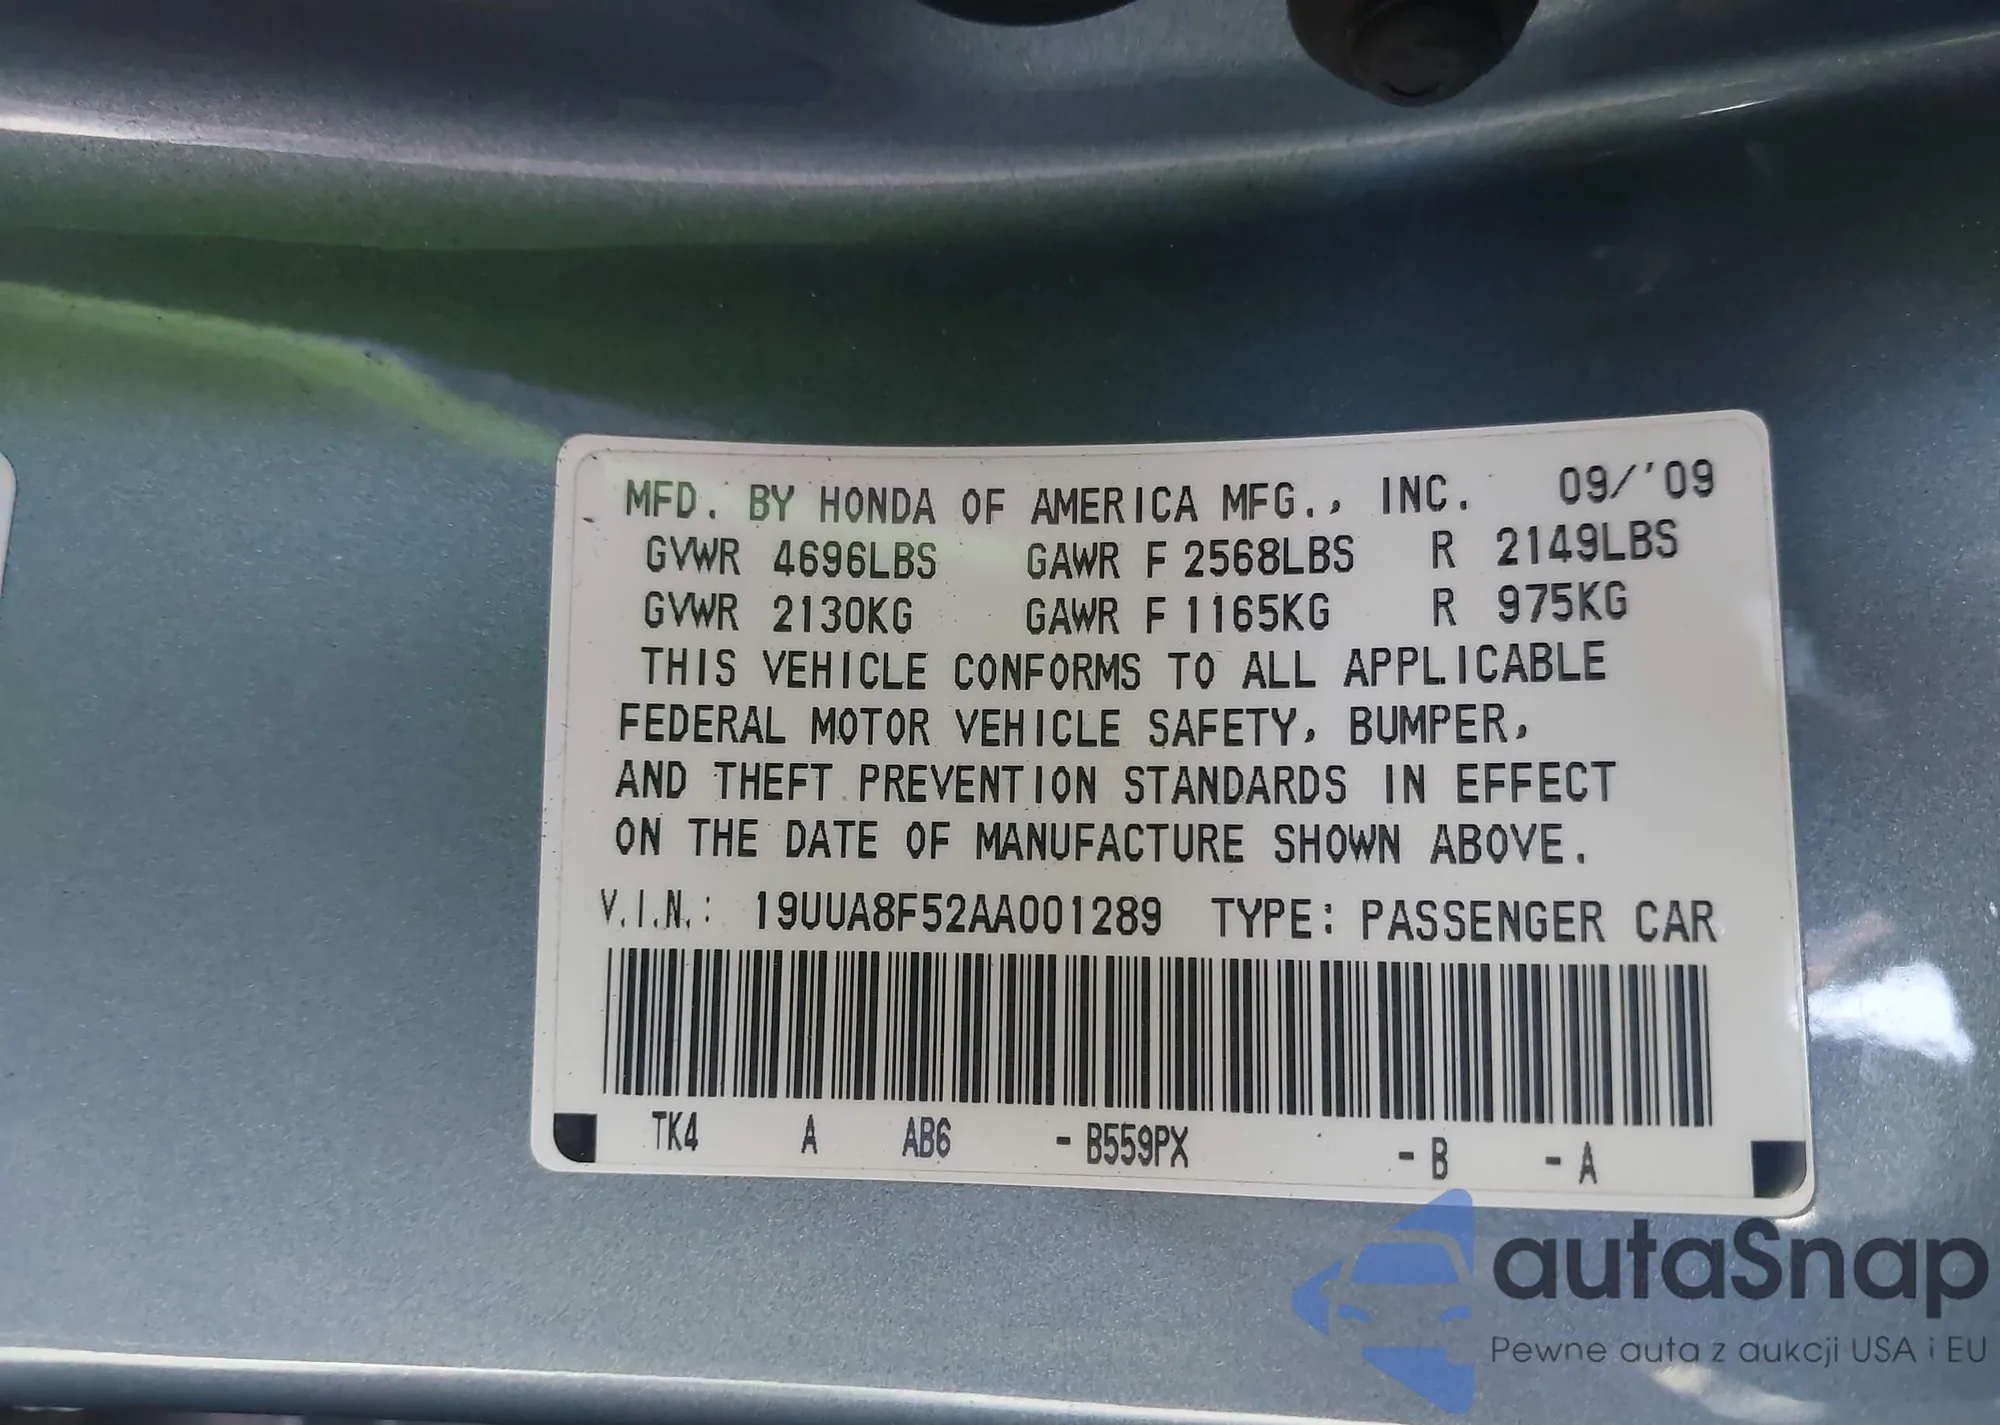 MFD. BY HONDA OF AMERICA MFG., INC. 09/'09
GVWR 4696LBS GAWR F 2568LBS R 2149LBS
GVWR 2130KG GAWR F 1165KG R 975KG
THIS VEHICLE CONFORMS TO ALL APPLICABLE
FEDERAL MOTOR VEHICLE SAFETY, BUMPER,
AND THEFT PREVENTION STANDARDS IN EFFECT
ON THE DATE OF MANUFACTURE SHOWN ABOVE.
V.I.N.: 19UUA8F52AA001289 TYPE: PASSENGER CAR
TK4 A AB6 -B559PX -B -A
autaSnap
Pewne auta z aukcji USA i EU